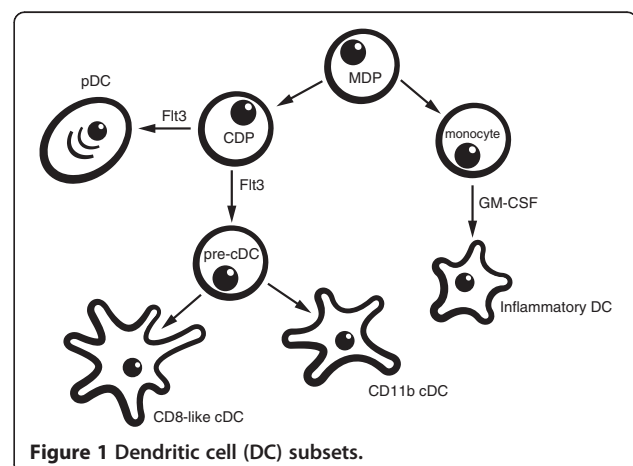 MDP
pDC
Flt3
CDP
monocyte
Flt3
GM-CSF
pre-cDC
Inflammatory DC
CD11b cDC
CD8-like cDC
Figure 1 Dendritic cell (DC) subsets.